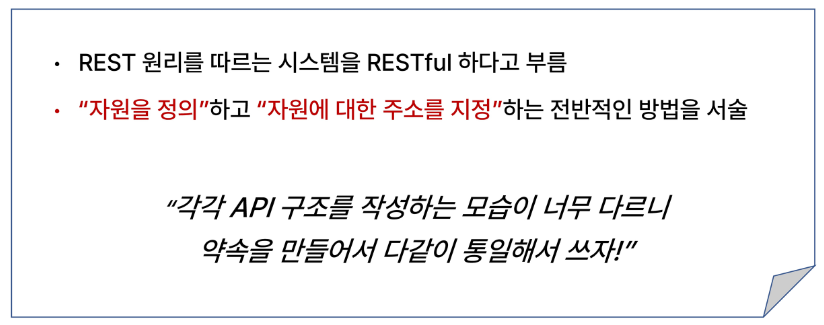 • REST 원리를 따르는 시스템을 RESTful 하다고 부름
• “자원을 정의”하고 “자원에 대한 주소를 지정”하는 전반적인 방법을 서술
“각각 API 구조를 작성하는 모습이 너무 다르니
약속을 만들어서 다같이 통일해서 쓰자!”